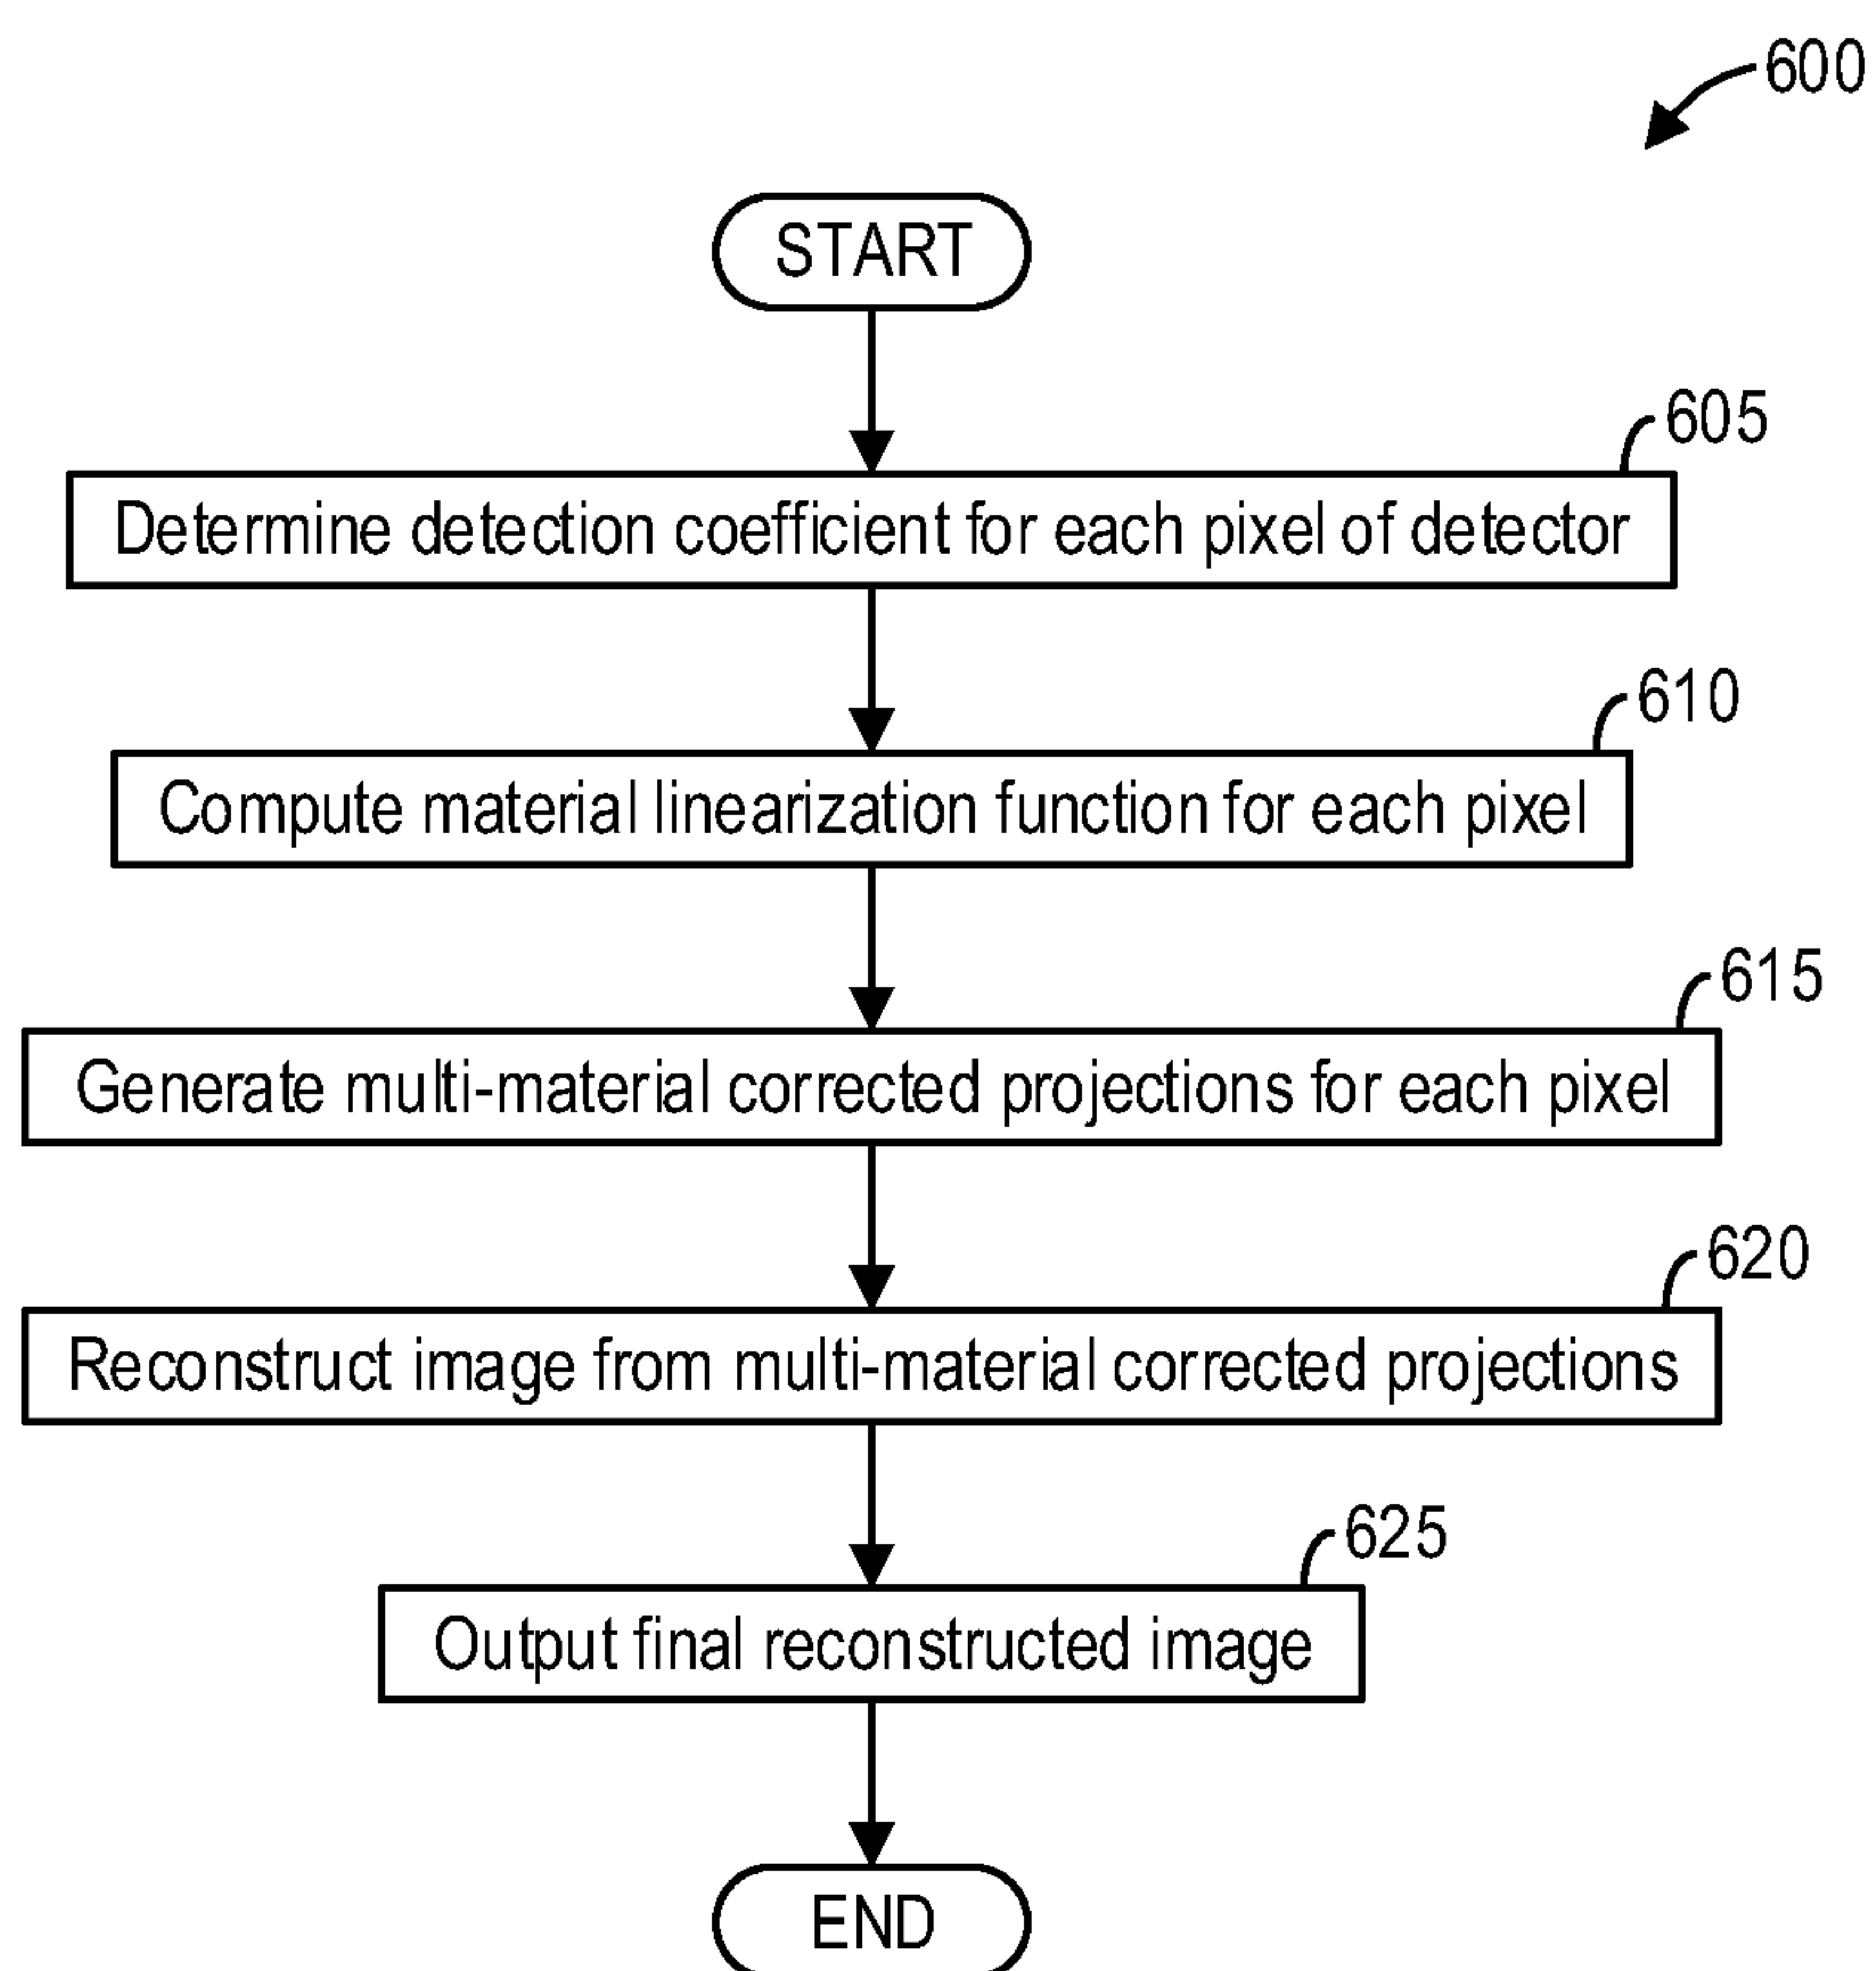 600
START
605
Determine detection coefficient for each pixel of detector
610
Compute material linearization function for each pixel
615
Generate multi-material corrected projections for each pixel
620
Reconstruct image from multi-material corrected projections
625
Output final reconstructed image
END